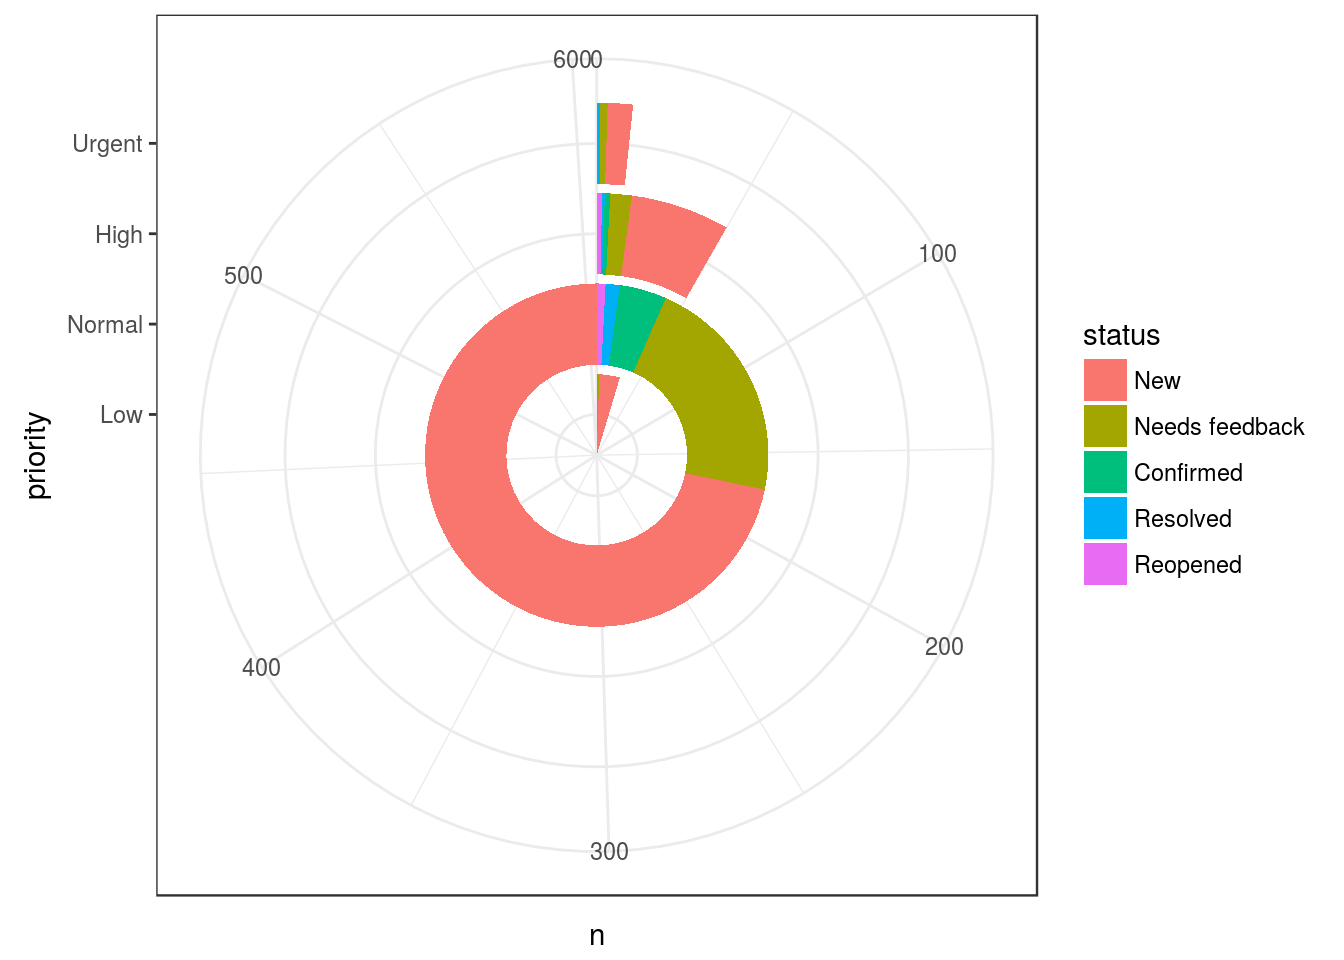 6000
Urgent
High
Normal
Low
100
500
200
400
300
priority
n
status
New
Needs feedback
Confirmed
Resolved
Reopened